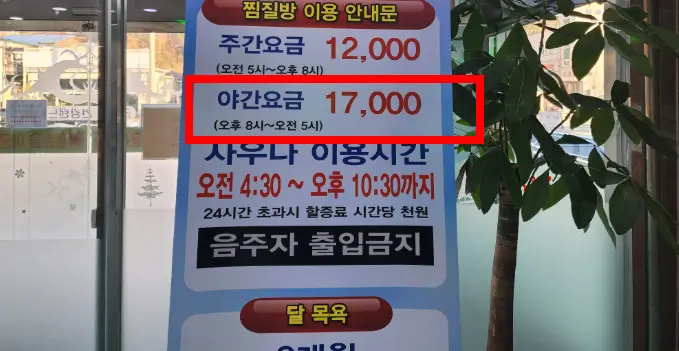 찜질방 이용 안내문
주간요금 12,000
(오전 5시~오후 8시)
야간요금 17,000
(오후 8시~오전 5시)
사우나 이용시간
오전 4:30 ~ 오후 10:30까지
24시간 초과시 할증료 시간당 천원
음주자 출입금지
달 목욕